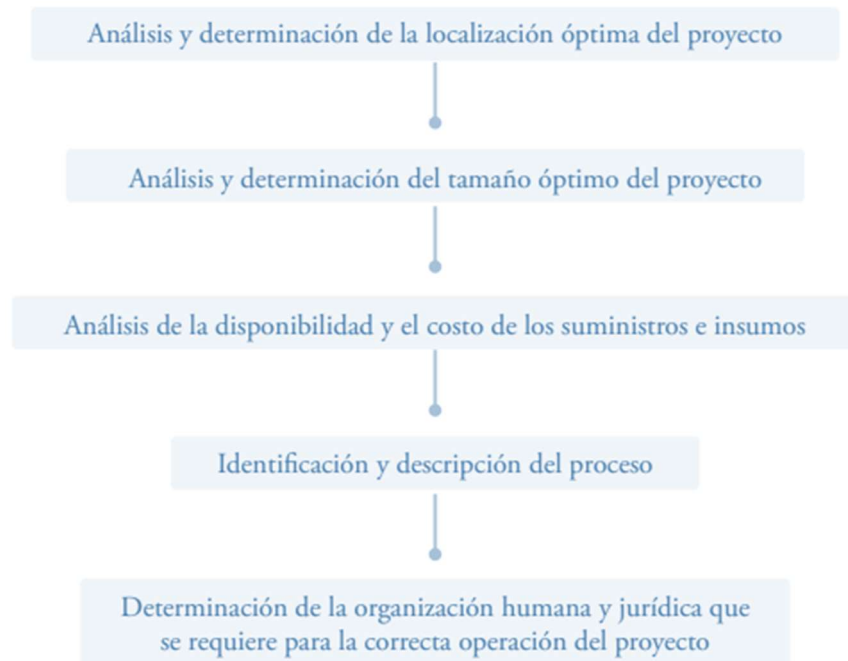 Análisis y determinación de la localización óptima del proyecto
Análisis y determinación del tamaño óptimo del proyecto
Análisis de la disponibilidad y el costo de los suministros e insumos
Identificación y descripción del proceso
Determinación de la organización humana y jurídica que
se requiere para la correcta operación del proyecto